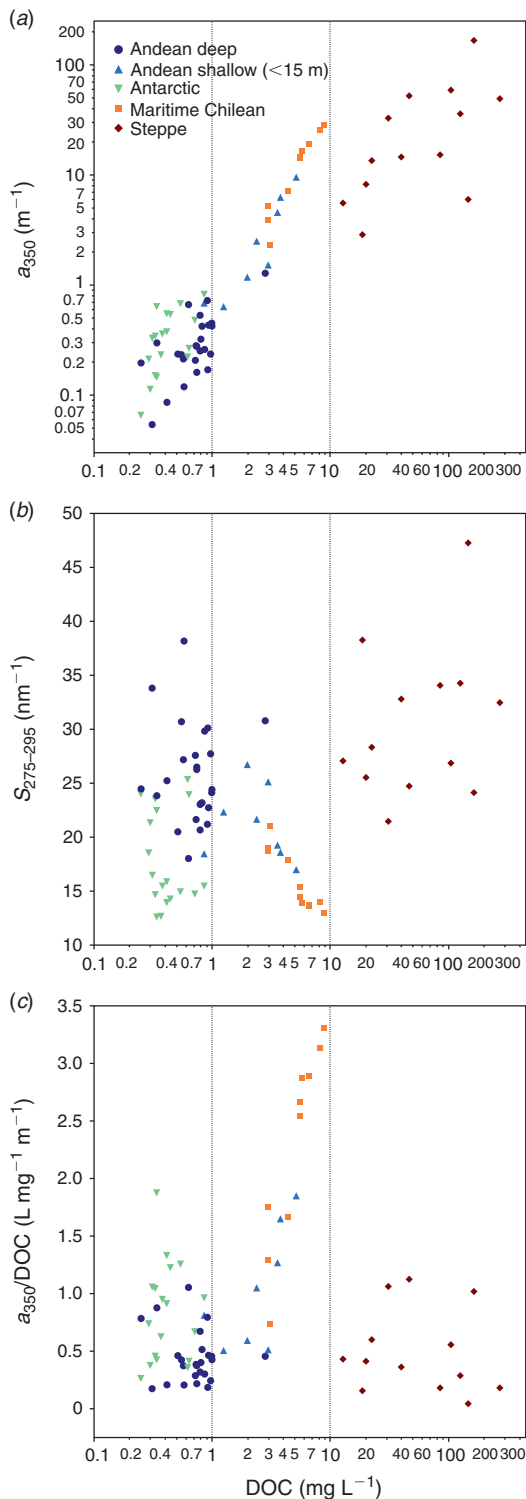 (a)
200
100
50
30
20
10
7
5
3
2
1
0.7
0.5
0.3
0.2
0.1
0.07
0.05
a350 (m−1)
Andean deep
Andean shallow (<15 m)
Antarctic
Maritime Chilean
Steppe
0.1 0.2 0.4 0.7 1 2 3 4 5 7 10 20 40 60 100 200 300
(b)
50
45
40
35
30
25
20
15
10
S275–295 (nm−1)
0.1 0.2 0.4 0.7 1 2 3 4 5 7 10 20 40 60 100 200 300
(c)
3.5
3.0
2.5
2.0
1.5
1.0
0.5
0
a350/DOC (L mg−1 m−1)
0.1 0.2 0.4 0.7 1 2 3 4 5 7 10 20 40 60 100 200 300
DOC (mg L−1)